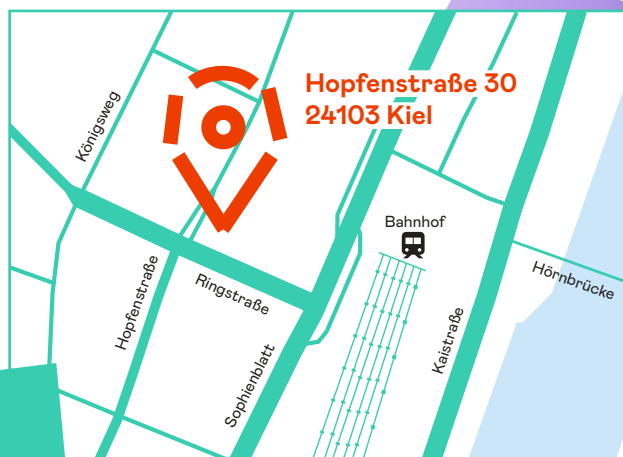 Hopfenstraße 30
24103 Kiel
Königsweg
Bahnhof
Hörnbrücke
Hopfenstraße
Ringstraße
Kaistraße
Sophienblatt